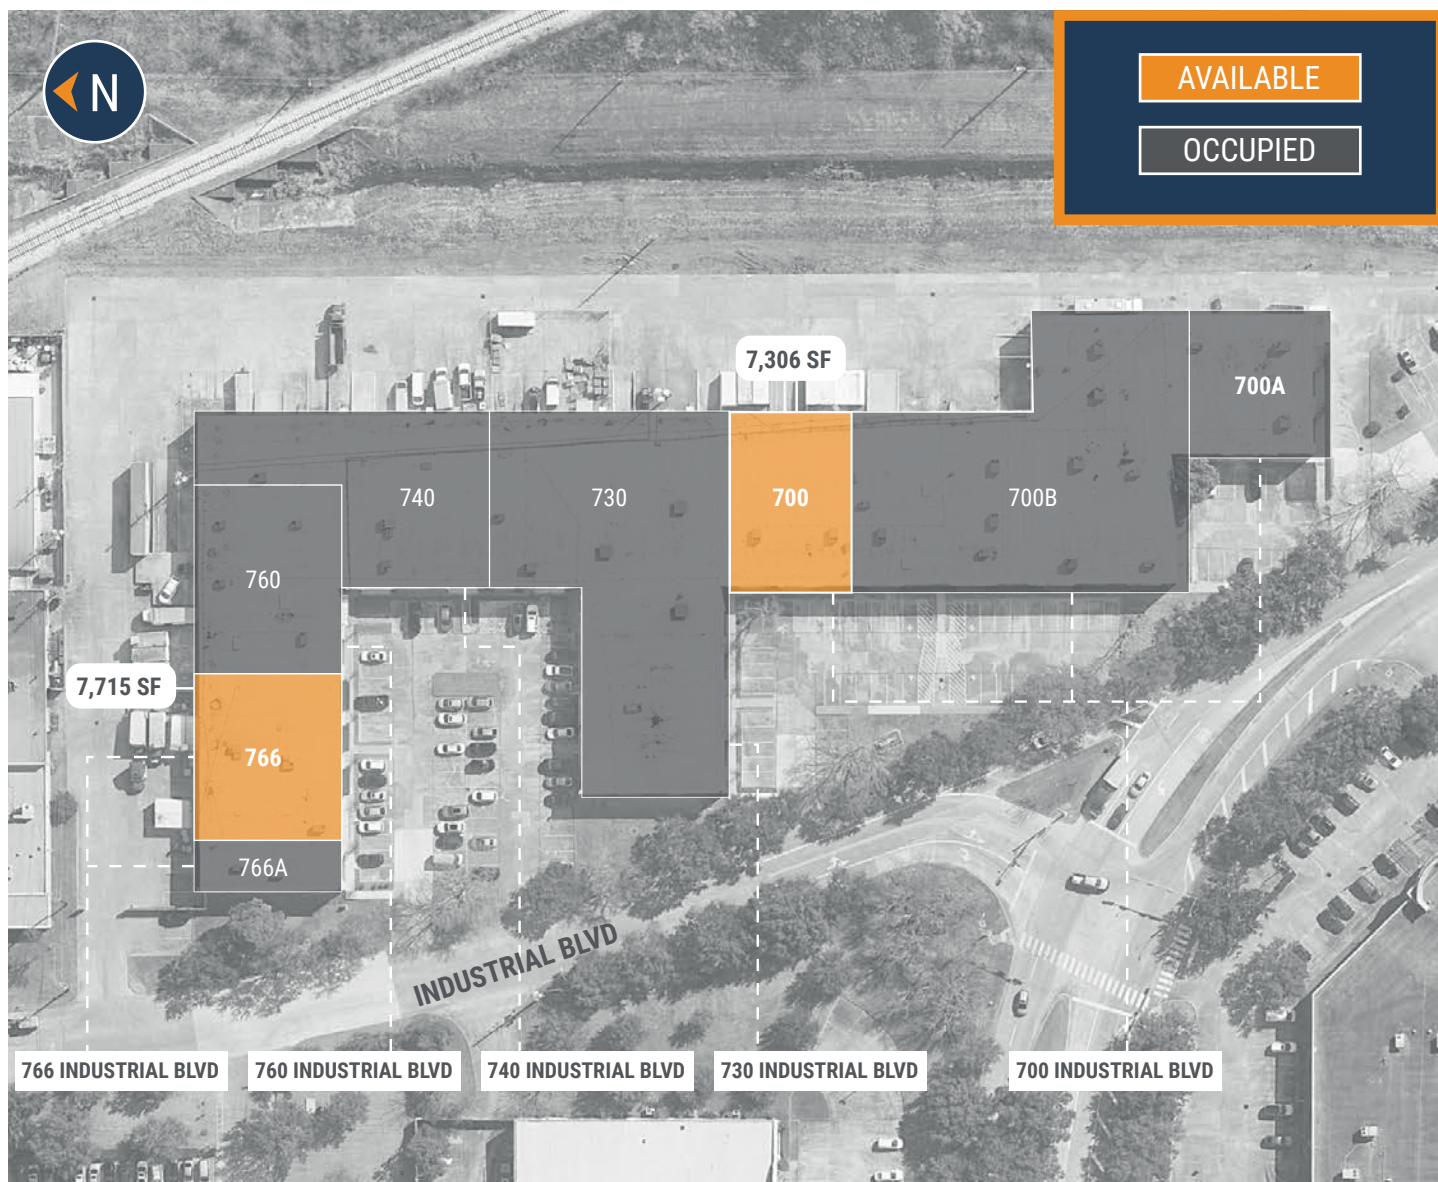 N
AVAILABLE
OCCUPIED
7,306 SF
700A
740
730
700
700B
760
7,715 SF
766
766A
INDUSTRIAL BLVD
766 INDUSTRIAL BLVD
760 INDUSTRIAL BLVD
740 INDUSTRIAL BLVD
730 INDUSTRIAL BLVD
700 INDUSTRIAL BLVD